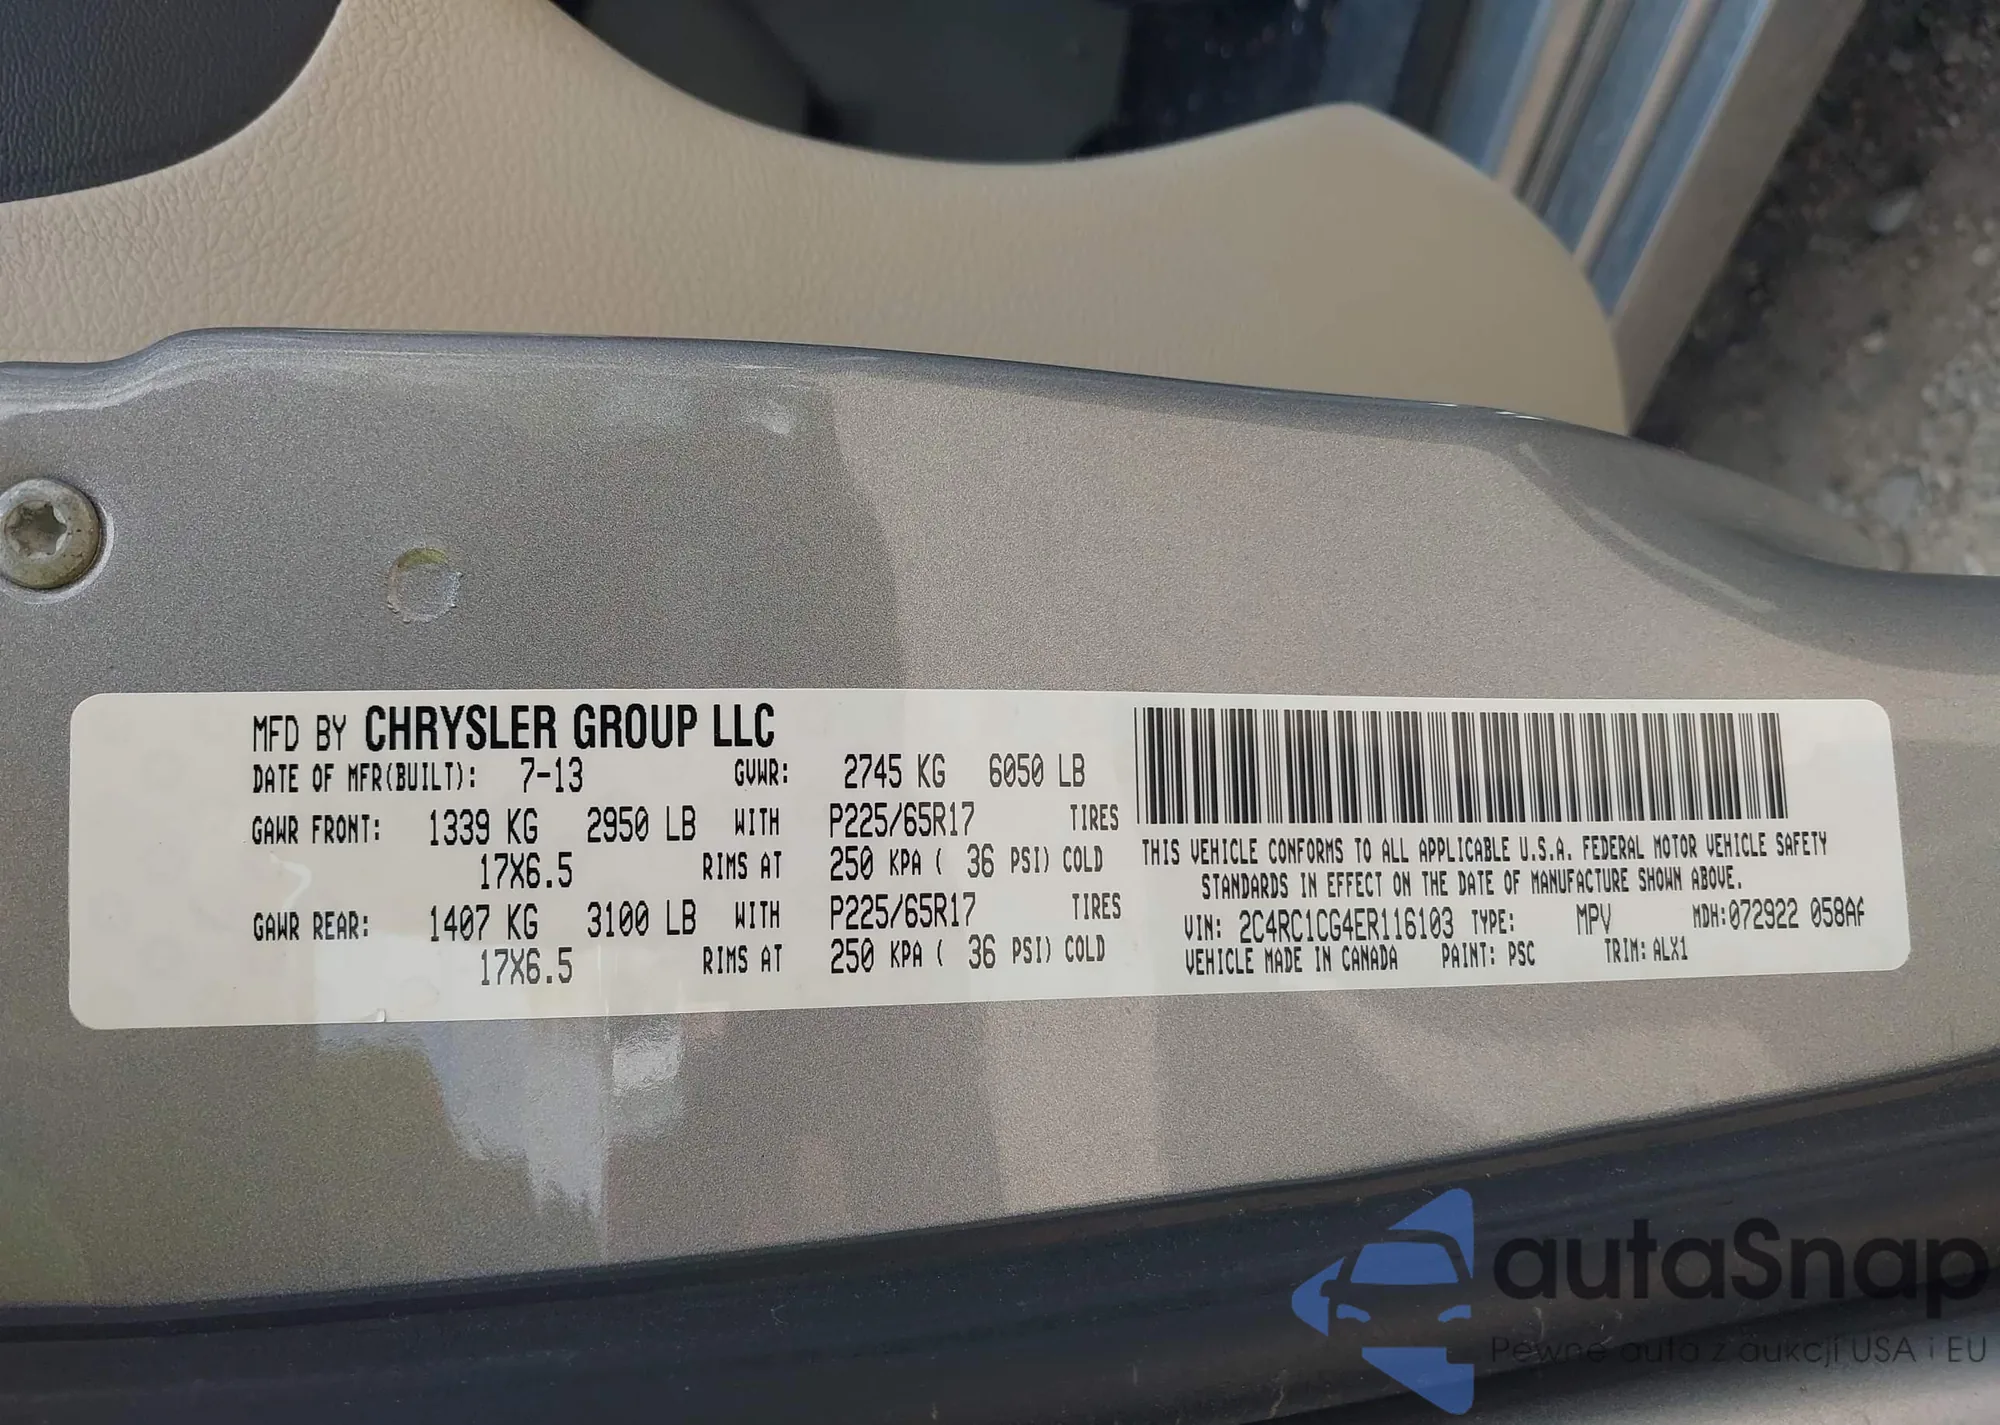 MFD BY CHRYSLER GROUP LLC
DATE OF MFR(BUILT): 7-13 GVWR: 2745 KG 6050 LB
GAWR FRONT: 1339 KG 2950 LB WITH P225/65R17 TIRES
17X6.5 RIMS AT 250 KPA ( 36 PSI) COLD
GAWR REAR: 1407 KG 3100 LB WITH P225/65R17 TIRES
17X6.5 RIMS AT 250 KPA ( 36 PSI) COLD
THIS VEHICLE CONFORMS TO ALL APPLICABLE U.S.A. FEDERAL MOTOR VEHICLE SAFETY
STANDARDS IN EFFECT ON THE DATE OF MANUFACTURE SHOWN ABOVE.
VIN: 2C4RC1CG4ER116103 TYPE: MPV MDH:072922 058AF
VEHICLE MADE IN CANADA PAINT: PSC TRIM: ALX1
autaSnap
Pewne auta z aukcji USA i EU